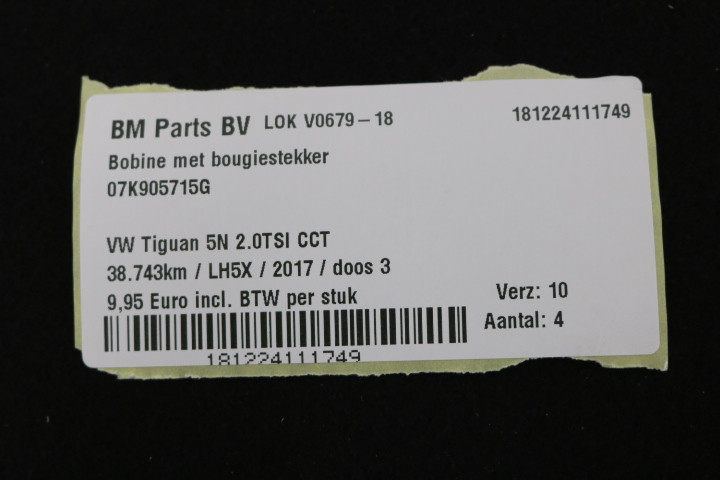 BM Parts BV LOK V0679-18 181224111749
Bobine met bougiestekker
07K905715G
VW Tiguan 5N 2.0TSI CCT
38.743km / LH5X / 2017 / doos 3
9,95 Euro incl. BTW per stuk
Verz: 10
Aantal: 4
181224111749